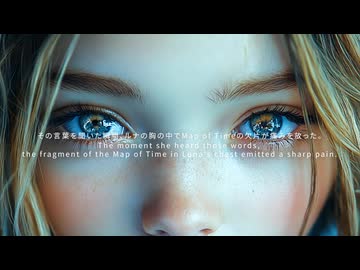 その言葉を聞いた瞬間、ルナの胸の中でMap of Timeの欠片が痛みを放った。
The moment she heard those words,
the fragment of the Map of Time in Luna's chest emitted a sharp pain.